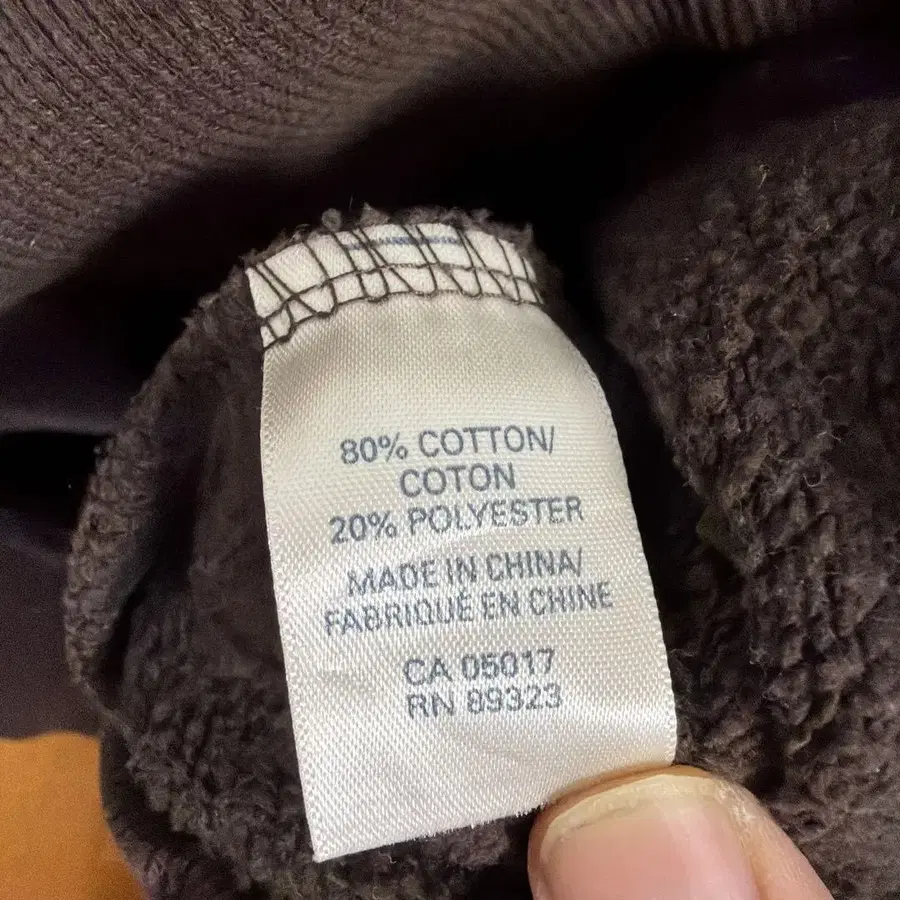 80% COTTON/
COTON
20% POLYESTER
MADE IN CHINA/
FABRIQUÉ EN CHINE
CA 05017
RN 89323